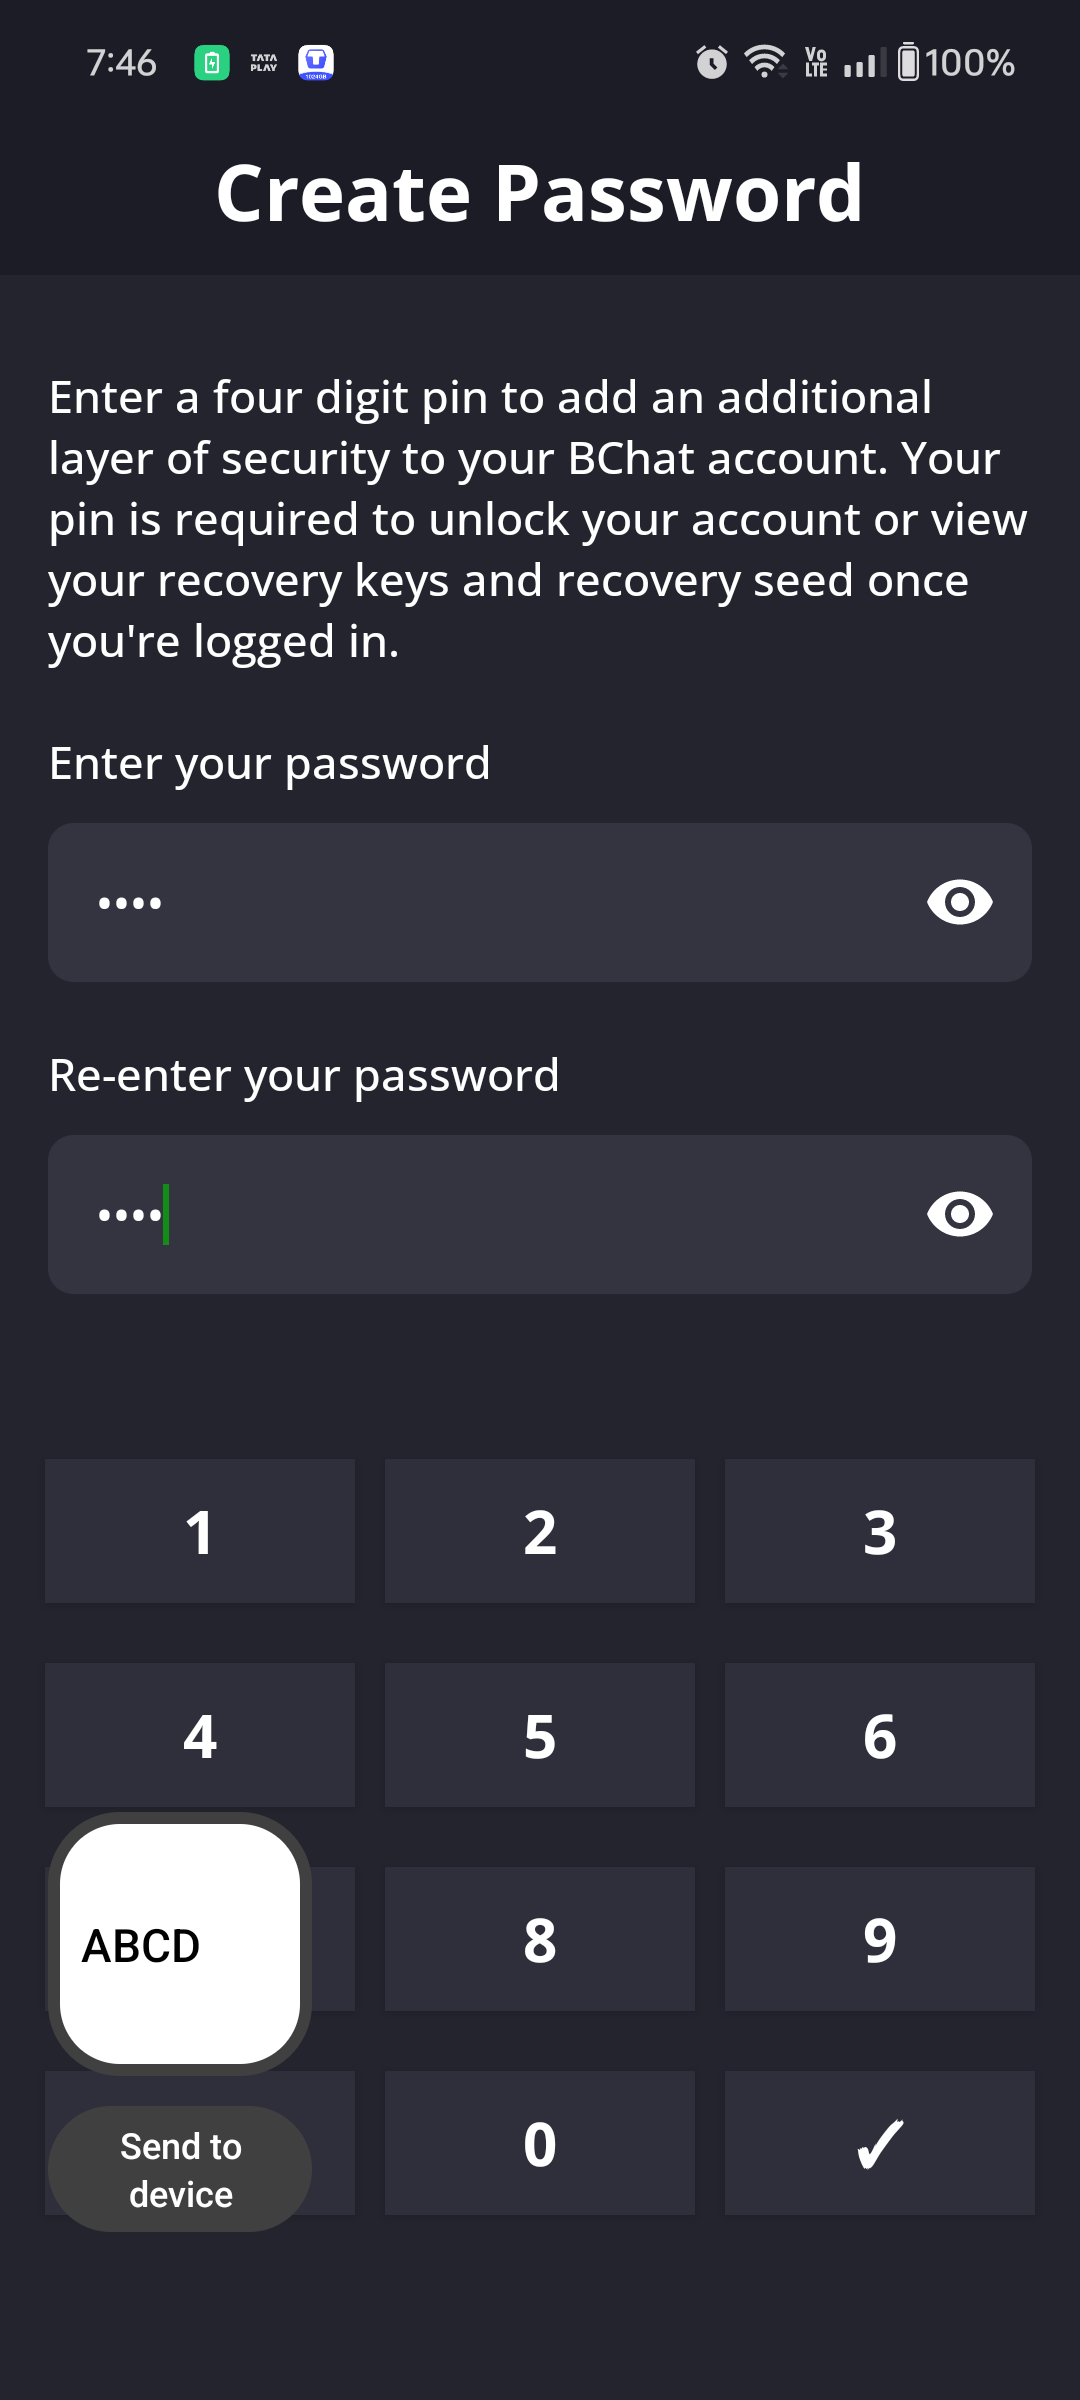 7:46 TATA PLAY Vo LTE 100%
Create Password
Enter a four digit pin to add an additional
layer of security to your BChat account. Your
pin is required to unlock your account or view
your recovery keys and recovery seed once
you're logged in.
Enter your password
••••
Re-enter your password
••••
1 2 3
4 5 6
ABCD 8 9
Send to
device
0 ✓